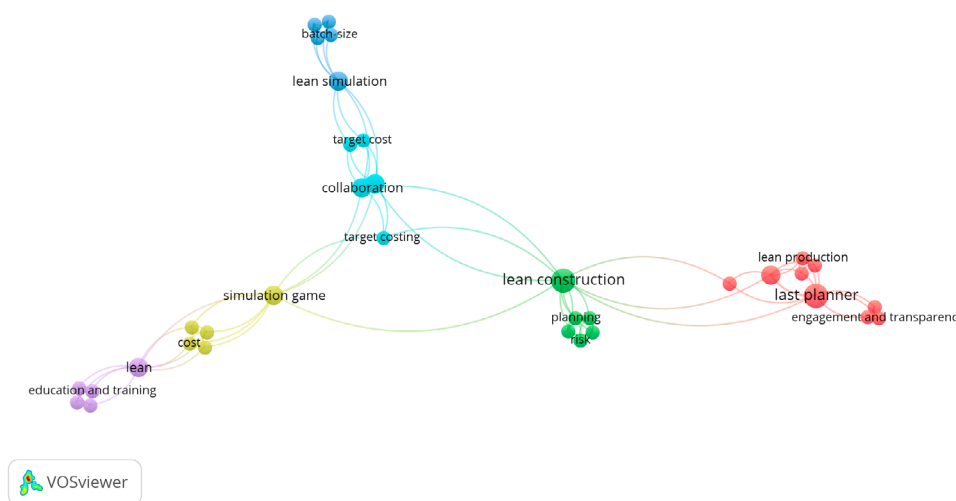 batch-size
lean simulation
target cost
collaboration
target costing
lean production
lean construction
last planner
simulation game
planning
engagement and transparenc
risk
cost
lean
education and training
VOSviewer